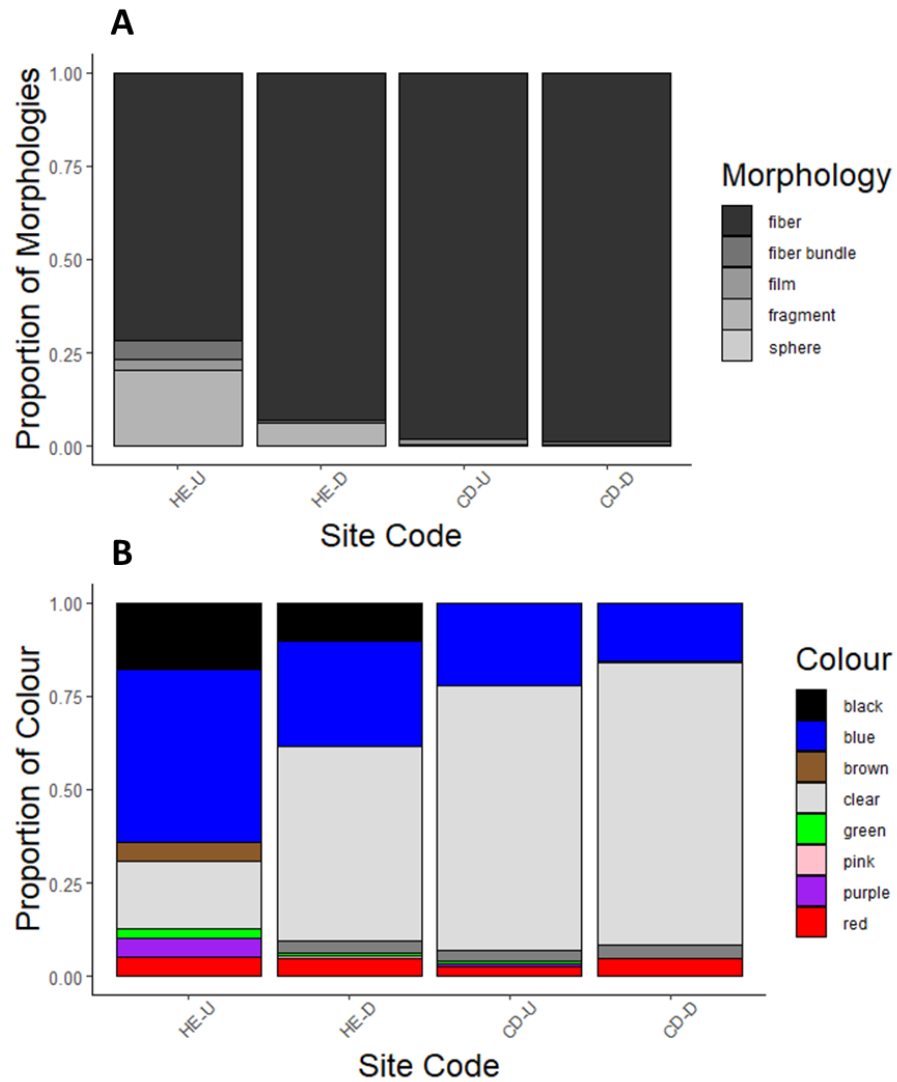 A
Proportion of Morphologies
1.00
0.75
0.50
0.25
0.00
HE-U
HE-D
CD-U
CD-D
Site Code
Morphology
fiber
fiber bundle
film
fragment
sphere
B
Proportion of Colour
1.00
0.75
0.50
0.25
0.00
HE-U
HE-D
CD-U
CD-D
Site Code
Colour
black
blue
brown
clear
green
pink
purple
red